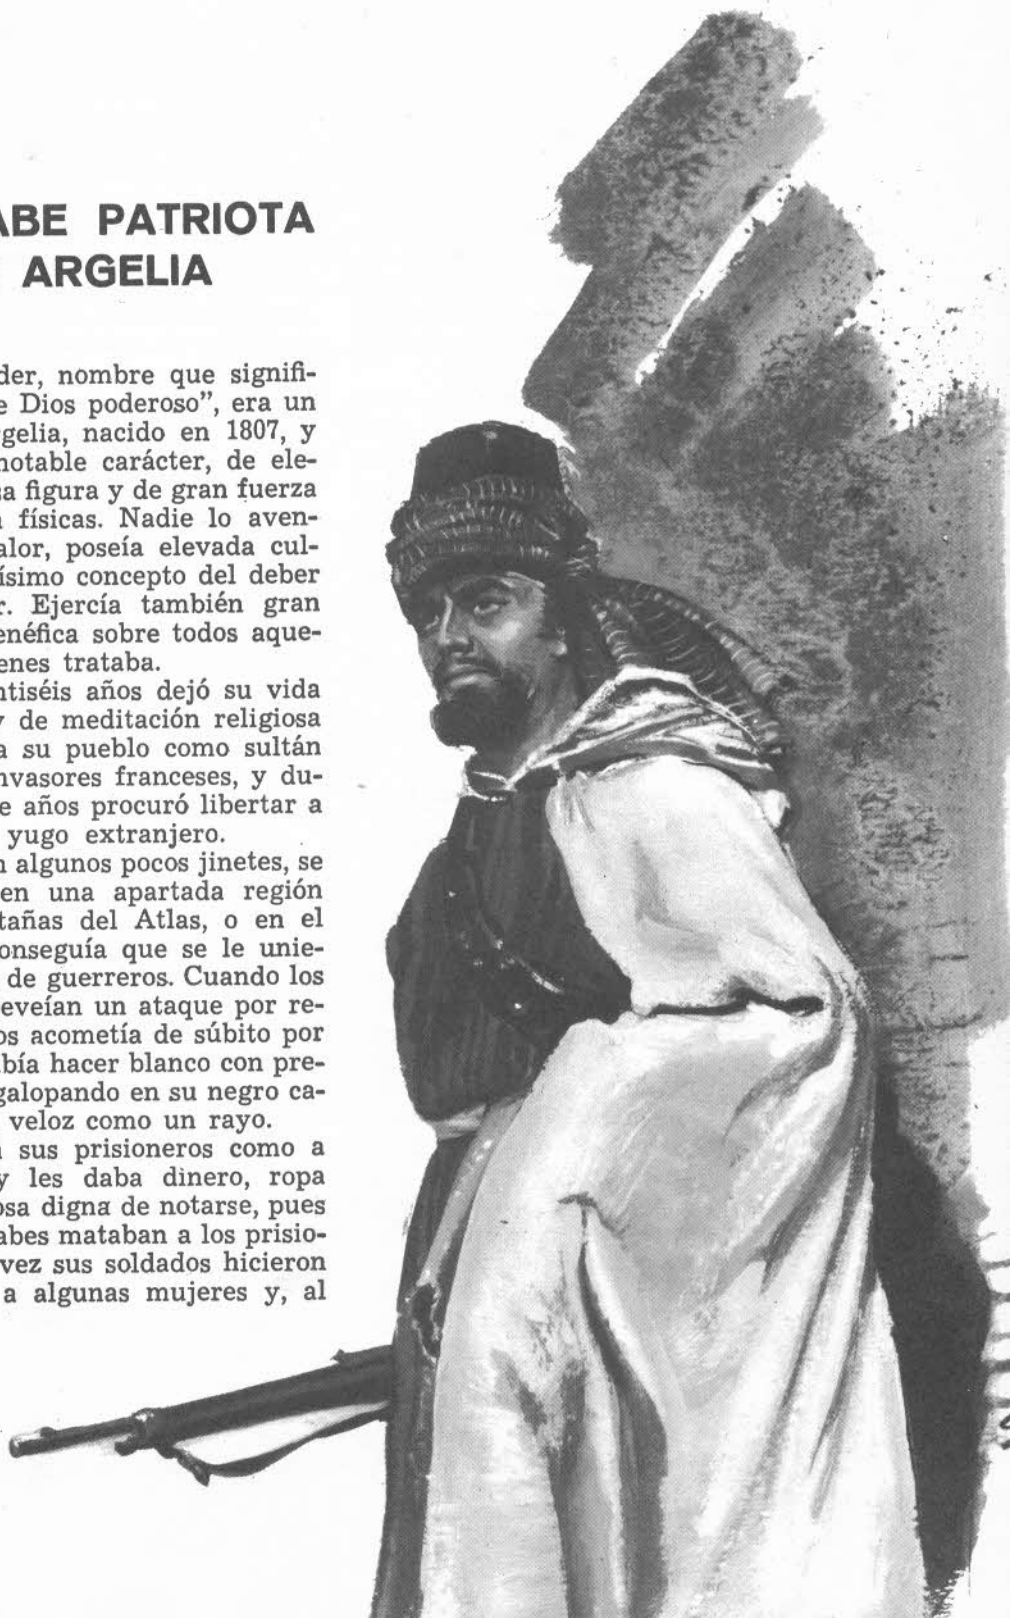 ABE PATRIOTA
ARGELIA
der, nombre que signifi-
e Dios poderoso”, era un
rgelia, nacido en 1807, y
notable carácter, de ele-
sa figura y de gran fuerza
a físicas. Nadie lo aven-
alor, poseía elevada cul-
ísimo concepto del deber
r. Ejercía también gran
enéfica sobre todos aque-
enes trataba.
ntiséis años dejó su vida
y de meditación religiosa
a su pueblo como sultán
nvasores franceses, y du-
e años procuró libertar a
yugo extranjero.
n algunos pocos jinetes, se
en una apartada región
tañas del Atlas, o en el
onseguía que se le unie-
de guerreros. Cuando los
eveían un ataque por re-
os acometía de súbito por
bía hacer blanco con pre-
galopando en su negro ca-
veloz como un rayo.
a sus prisioneros como a
y les daba dinero, ropa
osa digna de notarse, pues
abes mataban a los prisio-
vez sus soldados hicieron
a algunas mujeres y, al